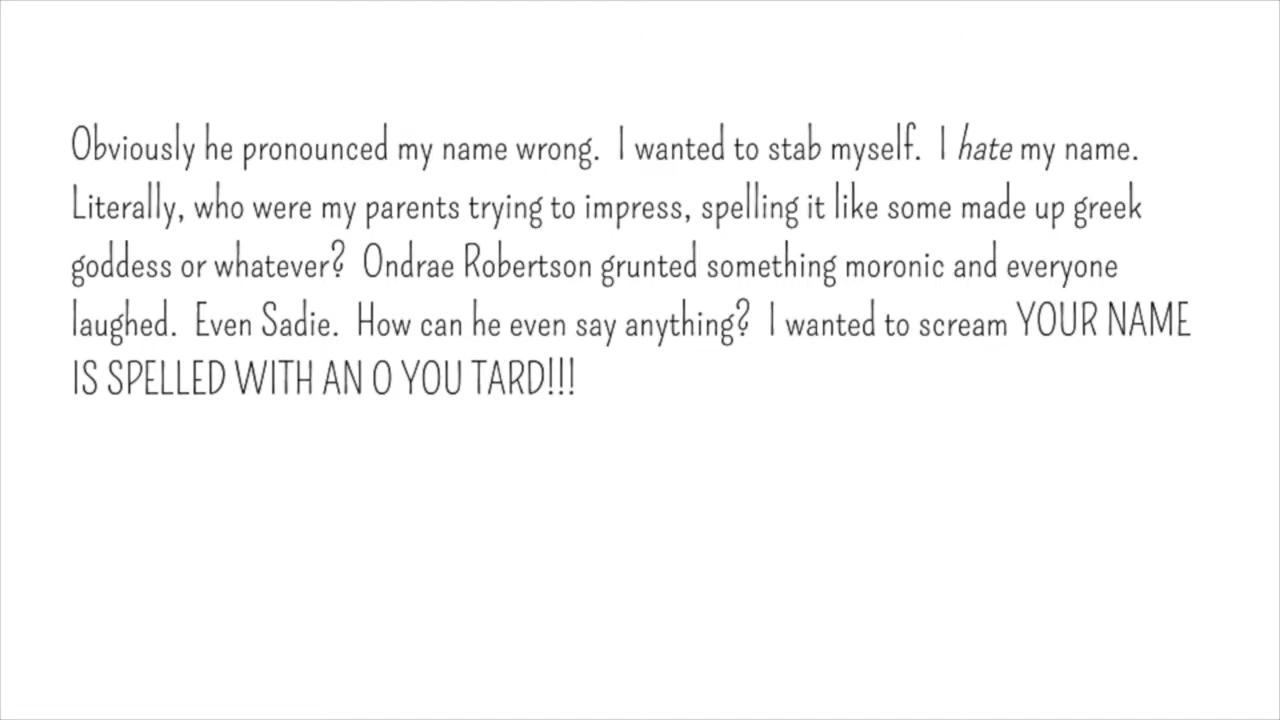 Obviously he pronounced my name wrong.  I wanted to stab myself.  I hate my name.
Literally, who were my parents trying to impress, spelling it like some made up greek
goddess or whatever?  Ondrae Robertson grunted something moronic and everyone
laughed.  Even Sadie.  How can he even say anything?  I wanted to scream YOUR NAME
IS SPELLED WITH AN O YOU TARD!!!